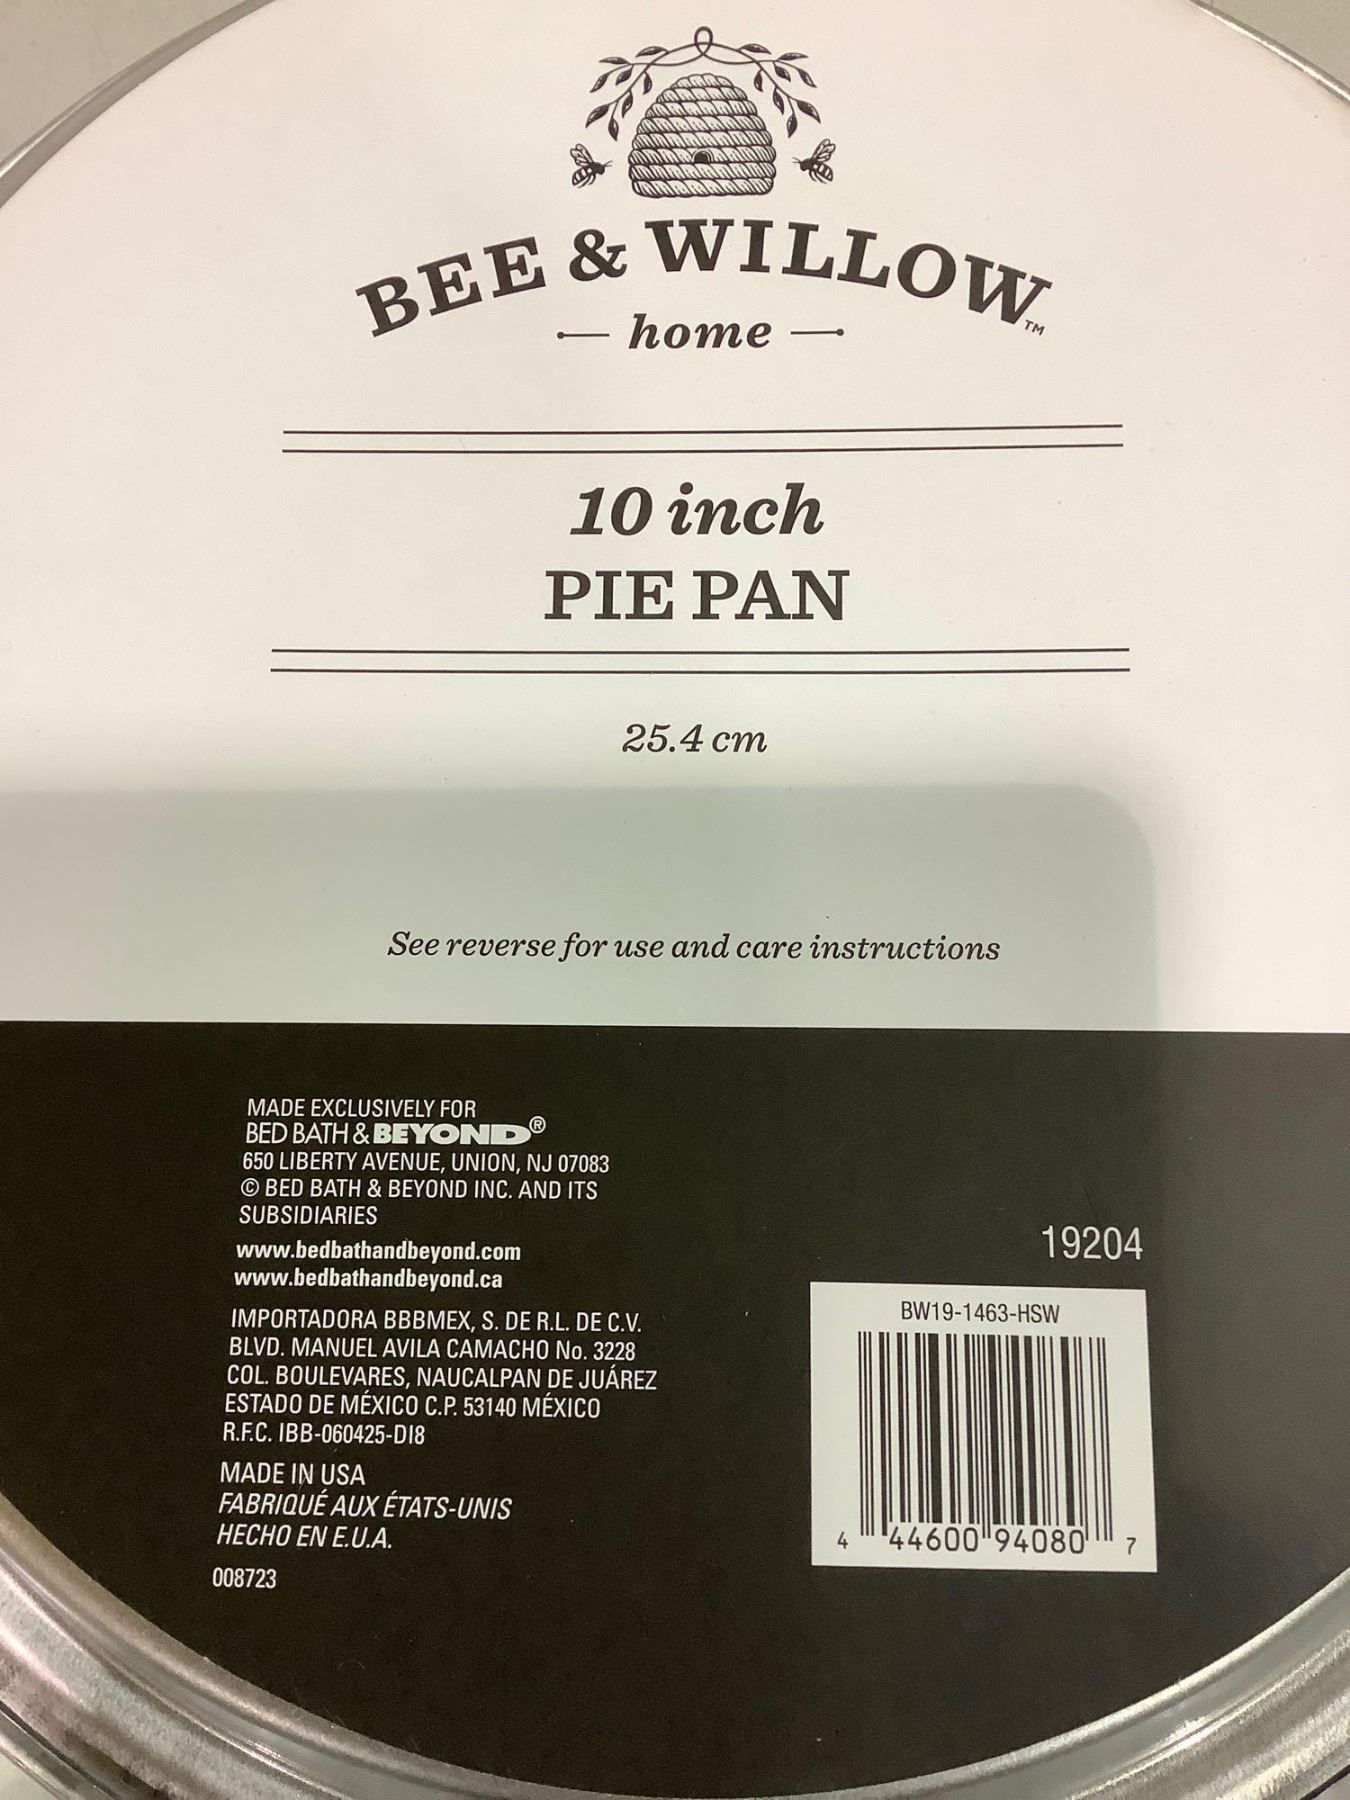 BEE & WILLOW™
home
10 inch
PIE PAN
25.4 cm
See reverse for use and care instructions
MADE EXCLUSIVELY FOR
BED BATH & BEYOND®
650 LIBERTY AVENUE, UNION, NJ 07083
© BED BATH & BEYOND INC. AND ITS
SUBSIDIARIES
www.bedbathandbeyond.com
www.bedbathandbeyond.ca
IMPORTADORA BBBMEX, S. DE R.L. DE C.V.
BLVD. MANUEL AVILA CAMACHO No. 3228
COL. BOULEVARES, NAUCALPAN DE JUÁREZ
ESTADO DE MÉXICO C.P. 53140 MÉXICO
R.F.C. IBB-060425-DI8
MADE IN USA
FABRIQUÉ AUX ÉTATS-UNIS
HECHO EN E.U.A.
008723
19204
BW19-1463-HSW
4 44600 94080 7